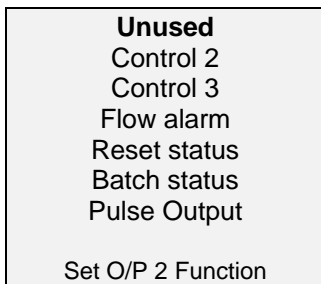 Unused
Control 2
Control 3
Flow alarm
Reset status
Batch status
Pulse Output
Set O/P 2 Function